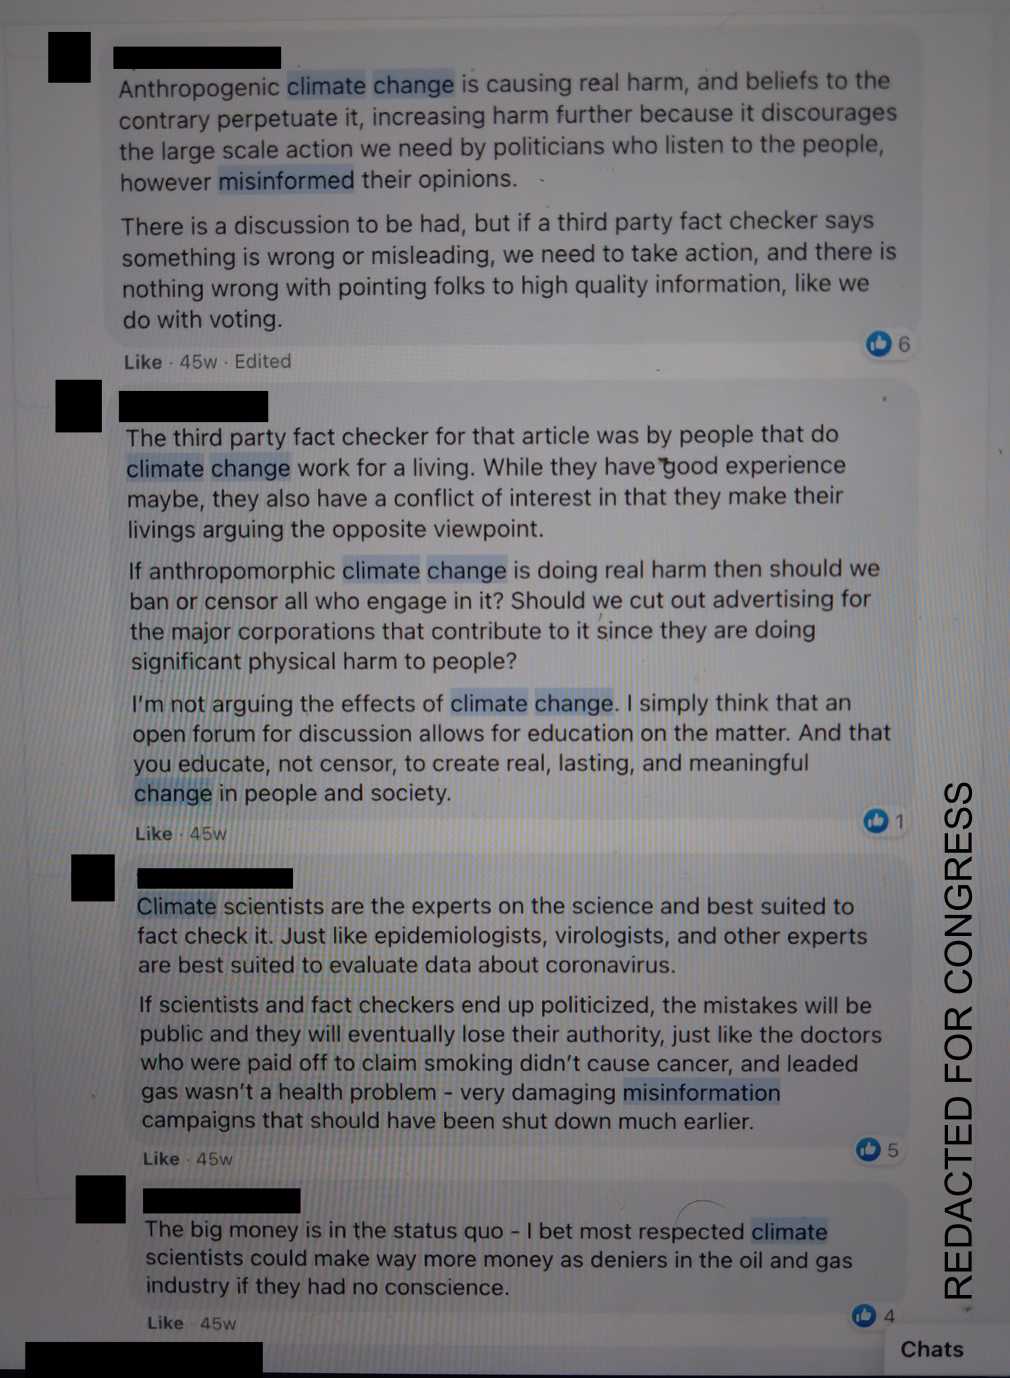 Anthropogenic climate change is causing real harm, and beliefs to the
contrary perpetuate it, increasing harm further because it discourages
the large scale action we need by politicians who listen to the people,
however misinformed their opinions.
There is a discussion to be had, but if a third party fact checker says
something is wrong or misleading, we need to take action, and there is
nothing wrong with pointing folks to high quality information, like we
do with voting.
6
Like · 45w · Edited
The third party fact checker for that article was by people that do
climate change work for a living. While they have good experience
maybe, they also have a conflict of interest in that they make their
livings arguing the opposite viewpoint.
If anthropomorphic climate change is doing real harm then should we
ban or censor all who engage in it? Should we cut out advertising for
the major corporations that contribute to it since they are doing
significant physical harm to people?
I'm not arguing the effects of climate change. I simply think that an
open forum for discussion allows for education on the matter. And that
you educate, not censor, to create real, lasting, and meaningful
change in people and society.
1
Like · 45w
Climate scientists are the experts on the science and best suited to
fact check it. Just like epidemiologists, virologists, and other experts
are best suited to evaluate data about coronavirus.
If scientists and fact checkers end up politicized, the mistakes will be
public and they will eventually lose their authority, just like the doctors
who were paid off to claim smoking didn't cause cancer, and leaded
gas wasn't a health problem - very damaging misinformation
campaigns that should have been shut down much earlier.
5
Like · 45w
The big money is in the status quo - I bet most respected climate
scientists could make way more money as deniers in the oil and gas
industry if they had no conscience.
4
Like · 45w
Chats
REDACTED FOR CONGRESS